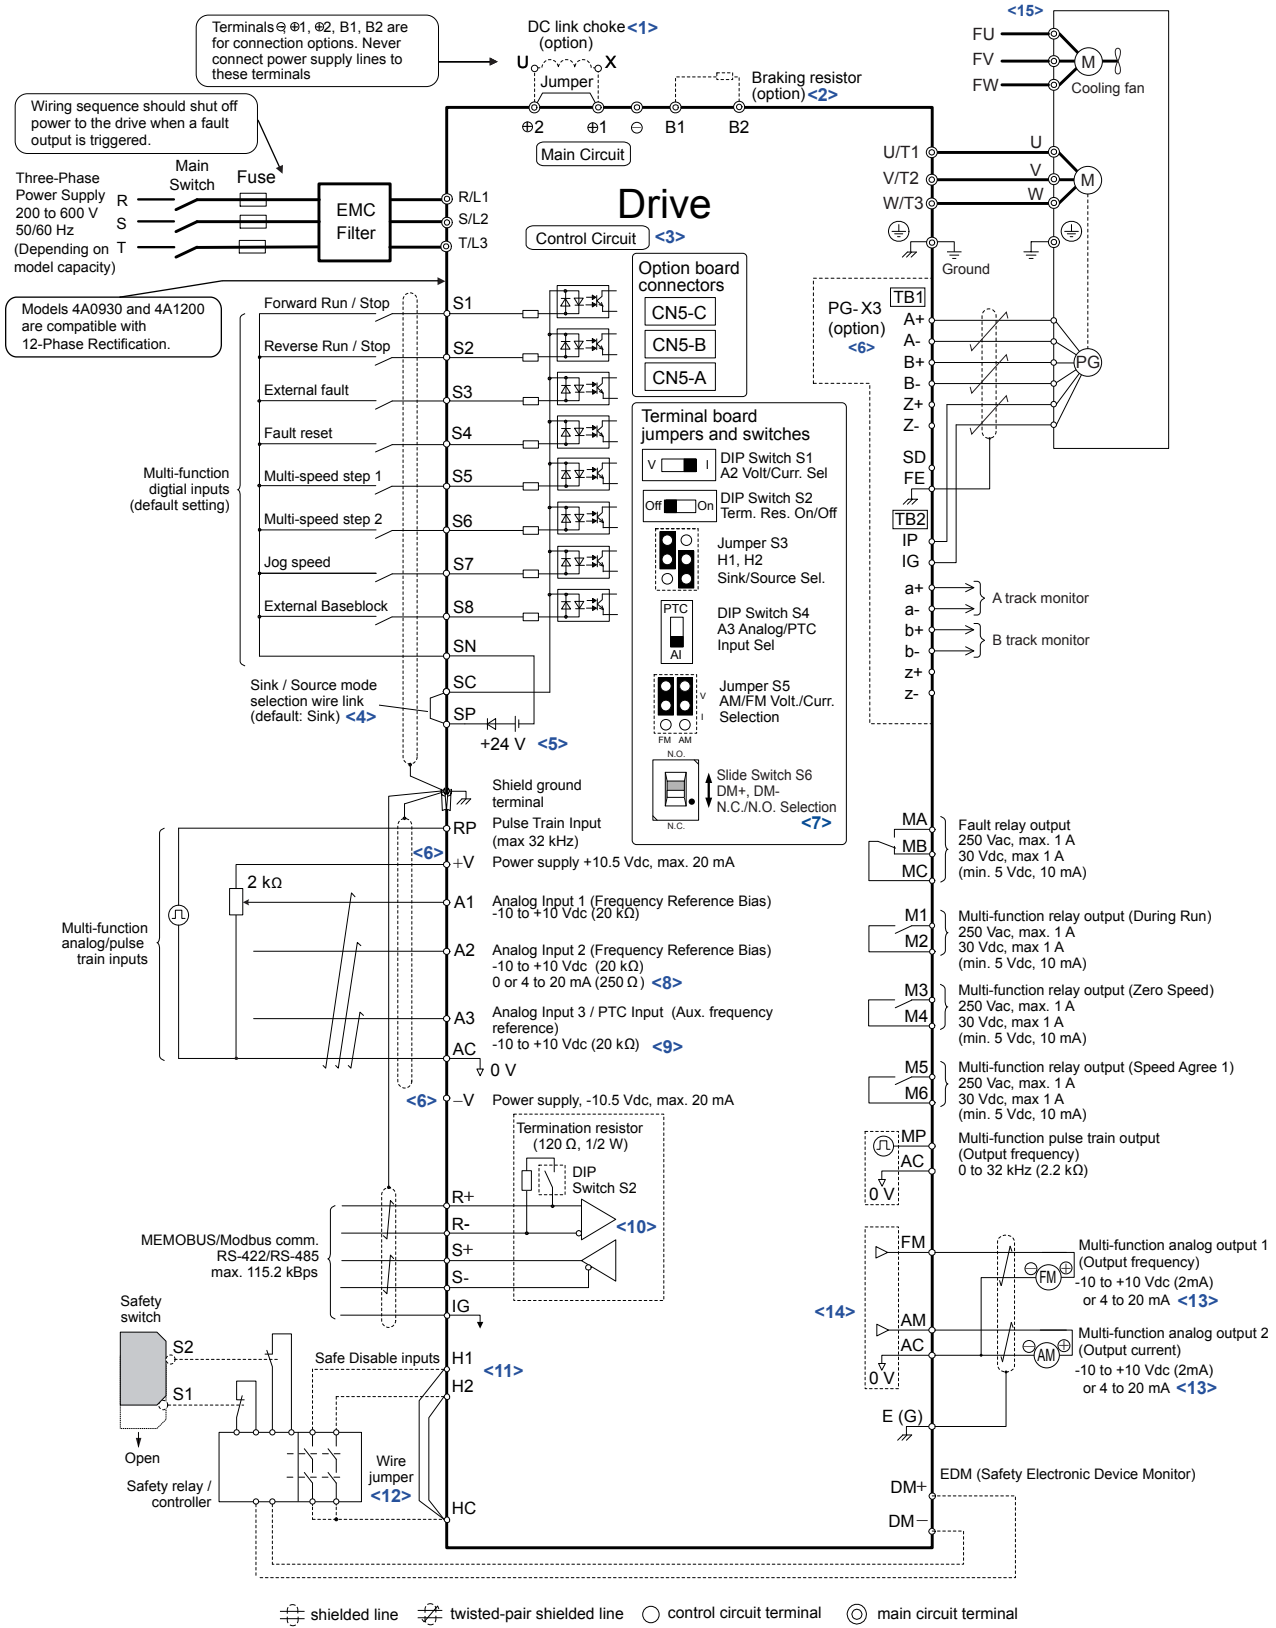 Terminals ⊖, ⊕1, ⊕2, B1, B2 are
for connection options. Never
connect power supply lines to
these terminals
DC link choke <1>
(option)
U
X
Jumper
Braking resistor
(option) <2>
<15>
FU
FV
FW
M
Cooling fan
Wiring sequence should shut off
power to the drive when a fault
output is triggered.
⊕2
⊕1
⊖
B1
B2
Main Circuit
Three-Phase
Power Supply
200 to 600 V
50/60 Hz
(Depending on
model capacity)
R
S
T
Main
Switch
Fuse
EMC
Filter
R/L1
S/L2
T/L3
Drive
Control Circuit <3>
U/T1
V/T2
W/T3
U
V
W
M
Ground
Models 4A0930 and 4A1200
are compatible with
12-Phase Rectification.
Option board
connectors
CN5-C
CN5-B
CN5-A
PG-X3
(option)
<6>
TB1
A+
A-
B+
B-
Z+
Z-
PG
SD
FE
TB2
IP
IG
a+
a-
b+
b-
z+
z-
A track monitor
B track monitor
Multi-function
digtial inputs
(default setting)
Forward Run / Stop
S1
Reverse Run / Stop
S2
External fault
S3
Fault reset
S4
Multi-speed step 1
S5
Multi-speed step 2
S6
Jog speed
S7
External Baseblock
S8
SN
SC
SP
Sink / Source mode
selection wire link
(default: Sink) <4>
+24 V <5>
Terminal board
jumpers and switches
V
I
DIP Switch S1
A2 Volt/Curr. Sel
Off
On
DIP Switch S2
Term. Res. On/Off
Jumper S3
H1, H2
Sink/Source Sel.
PTC
AI
DIP Switch S4
A3 Analog/PTC
Input Sel
Jumper S5
AM/FM Volt./Curr.
Selection
V
I
FM AM
N.O.
Slide Switch S6
DM+, DM-
N.C./N.O. Selection
<7>
N.C.
Shield ground
terminal
RP
Pulse Train Input
(max 32 kHz)
<6>
+V
Power supply +10.5 Vdc, max. 20 mA
2 kΩ
Multi-function
analog/pulse
train inputs
A1
Analog Input 1 (Frequency Reference Bias)
-10 to +10 Vdc (20 kΩ)
A2
Analog Input 2 (Frequency Reference Bias)
-10 to +10 Vdc (20 kΩ)
0 or 4 to 20 mA (250 Ω) <8>
A3
Analog Input 3 / PTC Input (Aux. frequency
reference)
-10 to +10 Vdc (20 kΩ) <9>
AC
0 V
<6>
−V
Power supply, -10.5 Vdc, max. 20 mA
MA
MB
MC
Fault relay output
250 Vac, max. 1 A
30 Vdc, max 1 A
(min. 5 Vdc, 10 mA)
M1
M2
Multi-function relay output (During Run)
250 Vac, max. 1 A
30 Vdc, max 1 A
(min. 5 Vdc, 10 mA)
M3
M4
Multi-function relay output (Zero Speed)
250 Vac, max. 1 A
30 Vdc, max 1 A
(min. 5 Vdc, 10 mA)
M5
M6
Multi-function relay output (Speed Agree 1)
250 Vac, max. 1 A
30 Vdc, max 1 A
(min. 5 Vdc, 10 mA)
MP
AC
0 V
Multi-function pulse train output
(Output frequency)
0 to 32 kHz (2.2 kΩ)
Termination resistor
(120 Ω, 1/2 W)
DIP
Switch S2
<10>
MEMOBUS/Modbus comm.
RS-422/RS-485
max. 115.2 kBps
R+
R-
S+
S-
IG
FM
FM
Multi-function analog output 1
(Output frequency)
-10 to +10 Vdc (2mA)
or 4 to 20 mA <13>
<14>
AM
AC
0 V
AM
Multi-function analog output 2
(Output current)
-10 to +10 Vdc (2mA)
or 4 to 20 mA <13>
E (G)
Safety
switch
S2
S1
Open
Safety relay /
controller
Safe Disable inputs
H1
<11>
H2
Wire
jumper
<12>
HC
EDM (Safety Electronic Device Monitor)
DM+
DM−
shielded line
twisted-pair shielded line
control circuit terminal
main circuit terminal